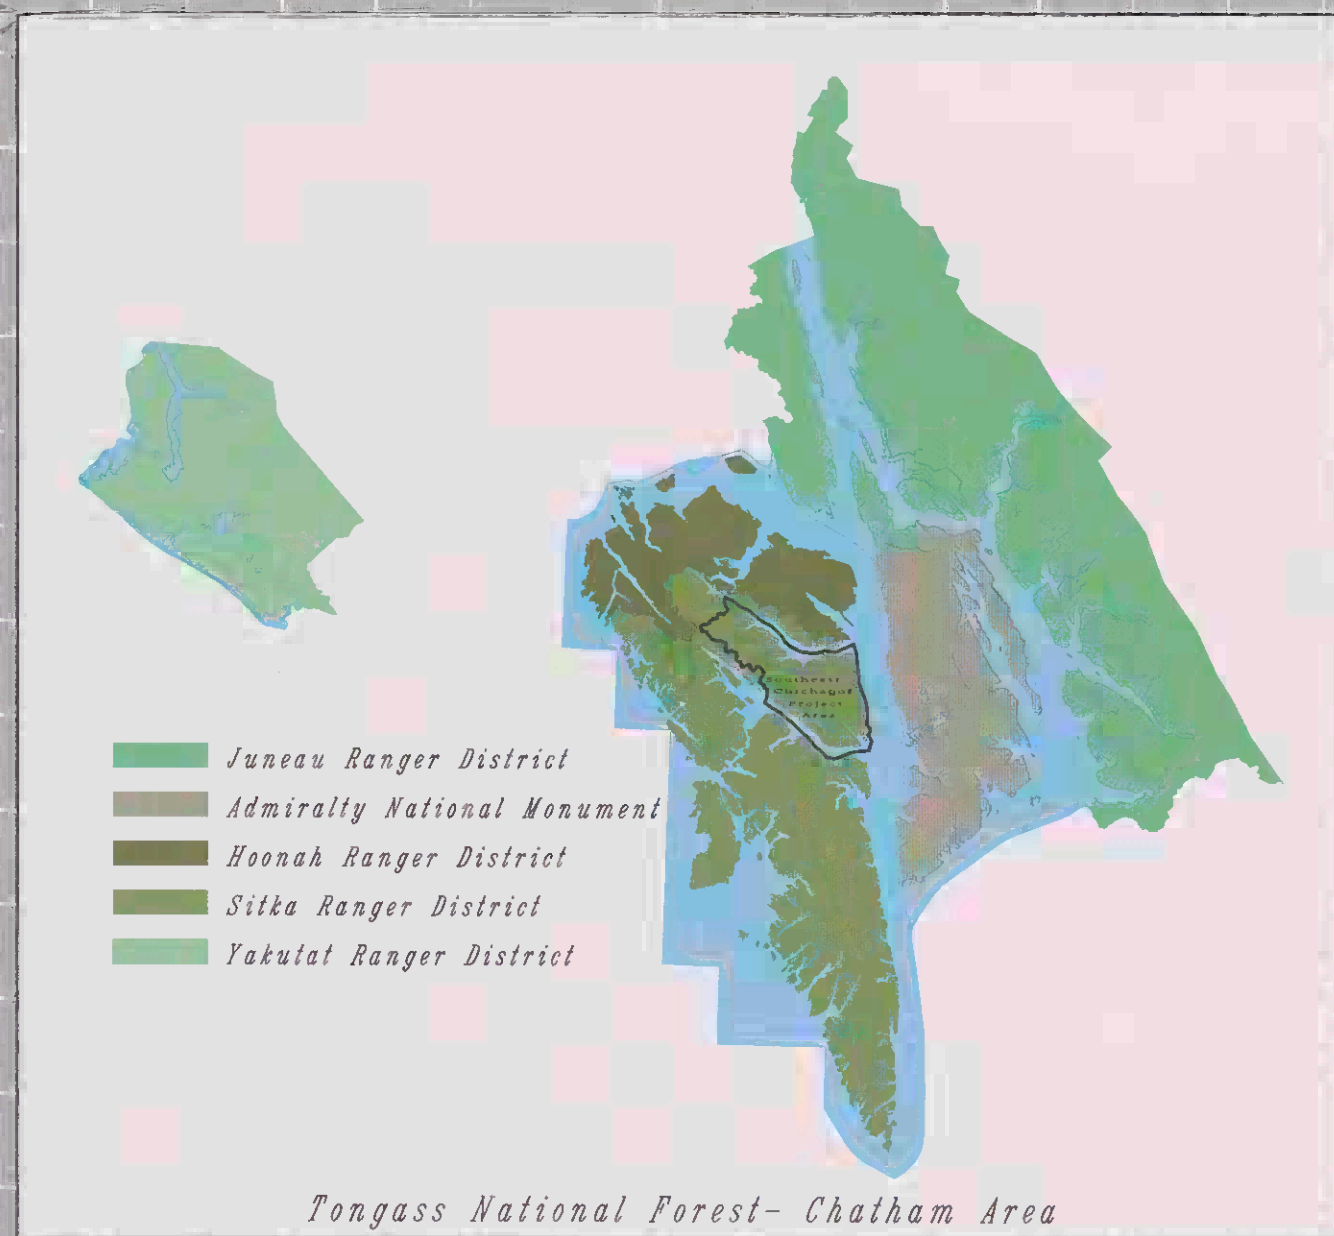 Southeast
Chichagof
Project
Area
Juneau Ranger District
Admiralty National Monument
Hoonah Ranger District
Sitka Ranger District
Yakutat Ranger District
Tongass National Forest- Chatham Area